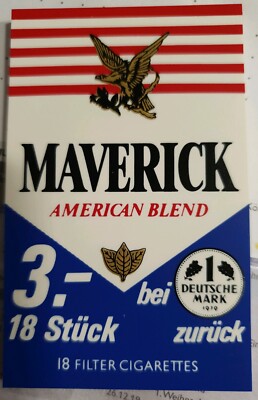 MAVERICK
AMERICAN BLEND
3.-
bei
1
DEUTSCHE
MARK
18 Stück
zurück
18 FILTER CIGARETTES